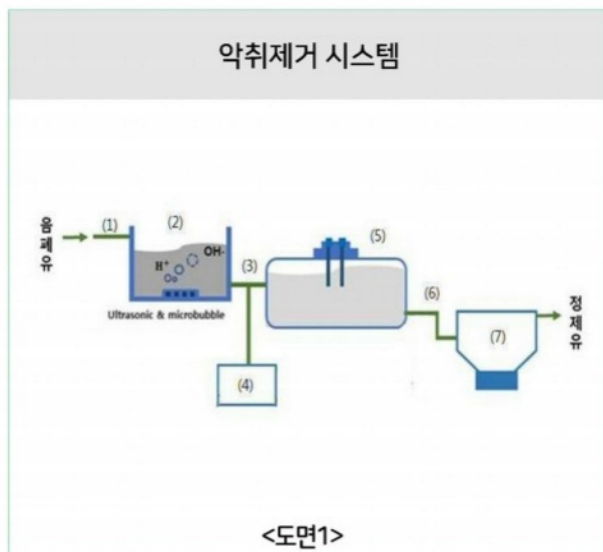 악취제거 시스템
음폐유
(1)
(2)
H⁺
OH-
Ultrasonic & microbubble
(3)
(4)
(5)
(6)
(7)
정제유
<도면1>